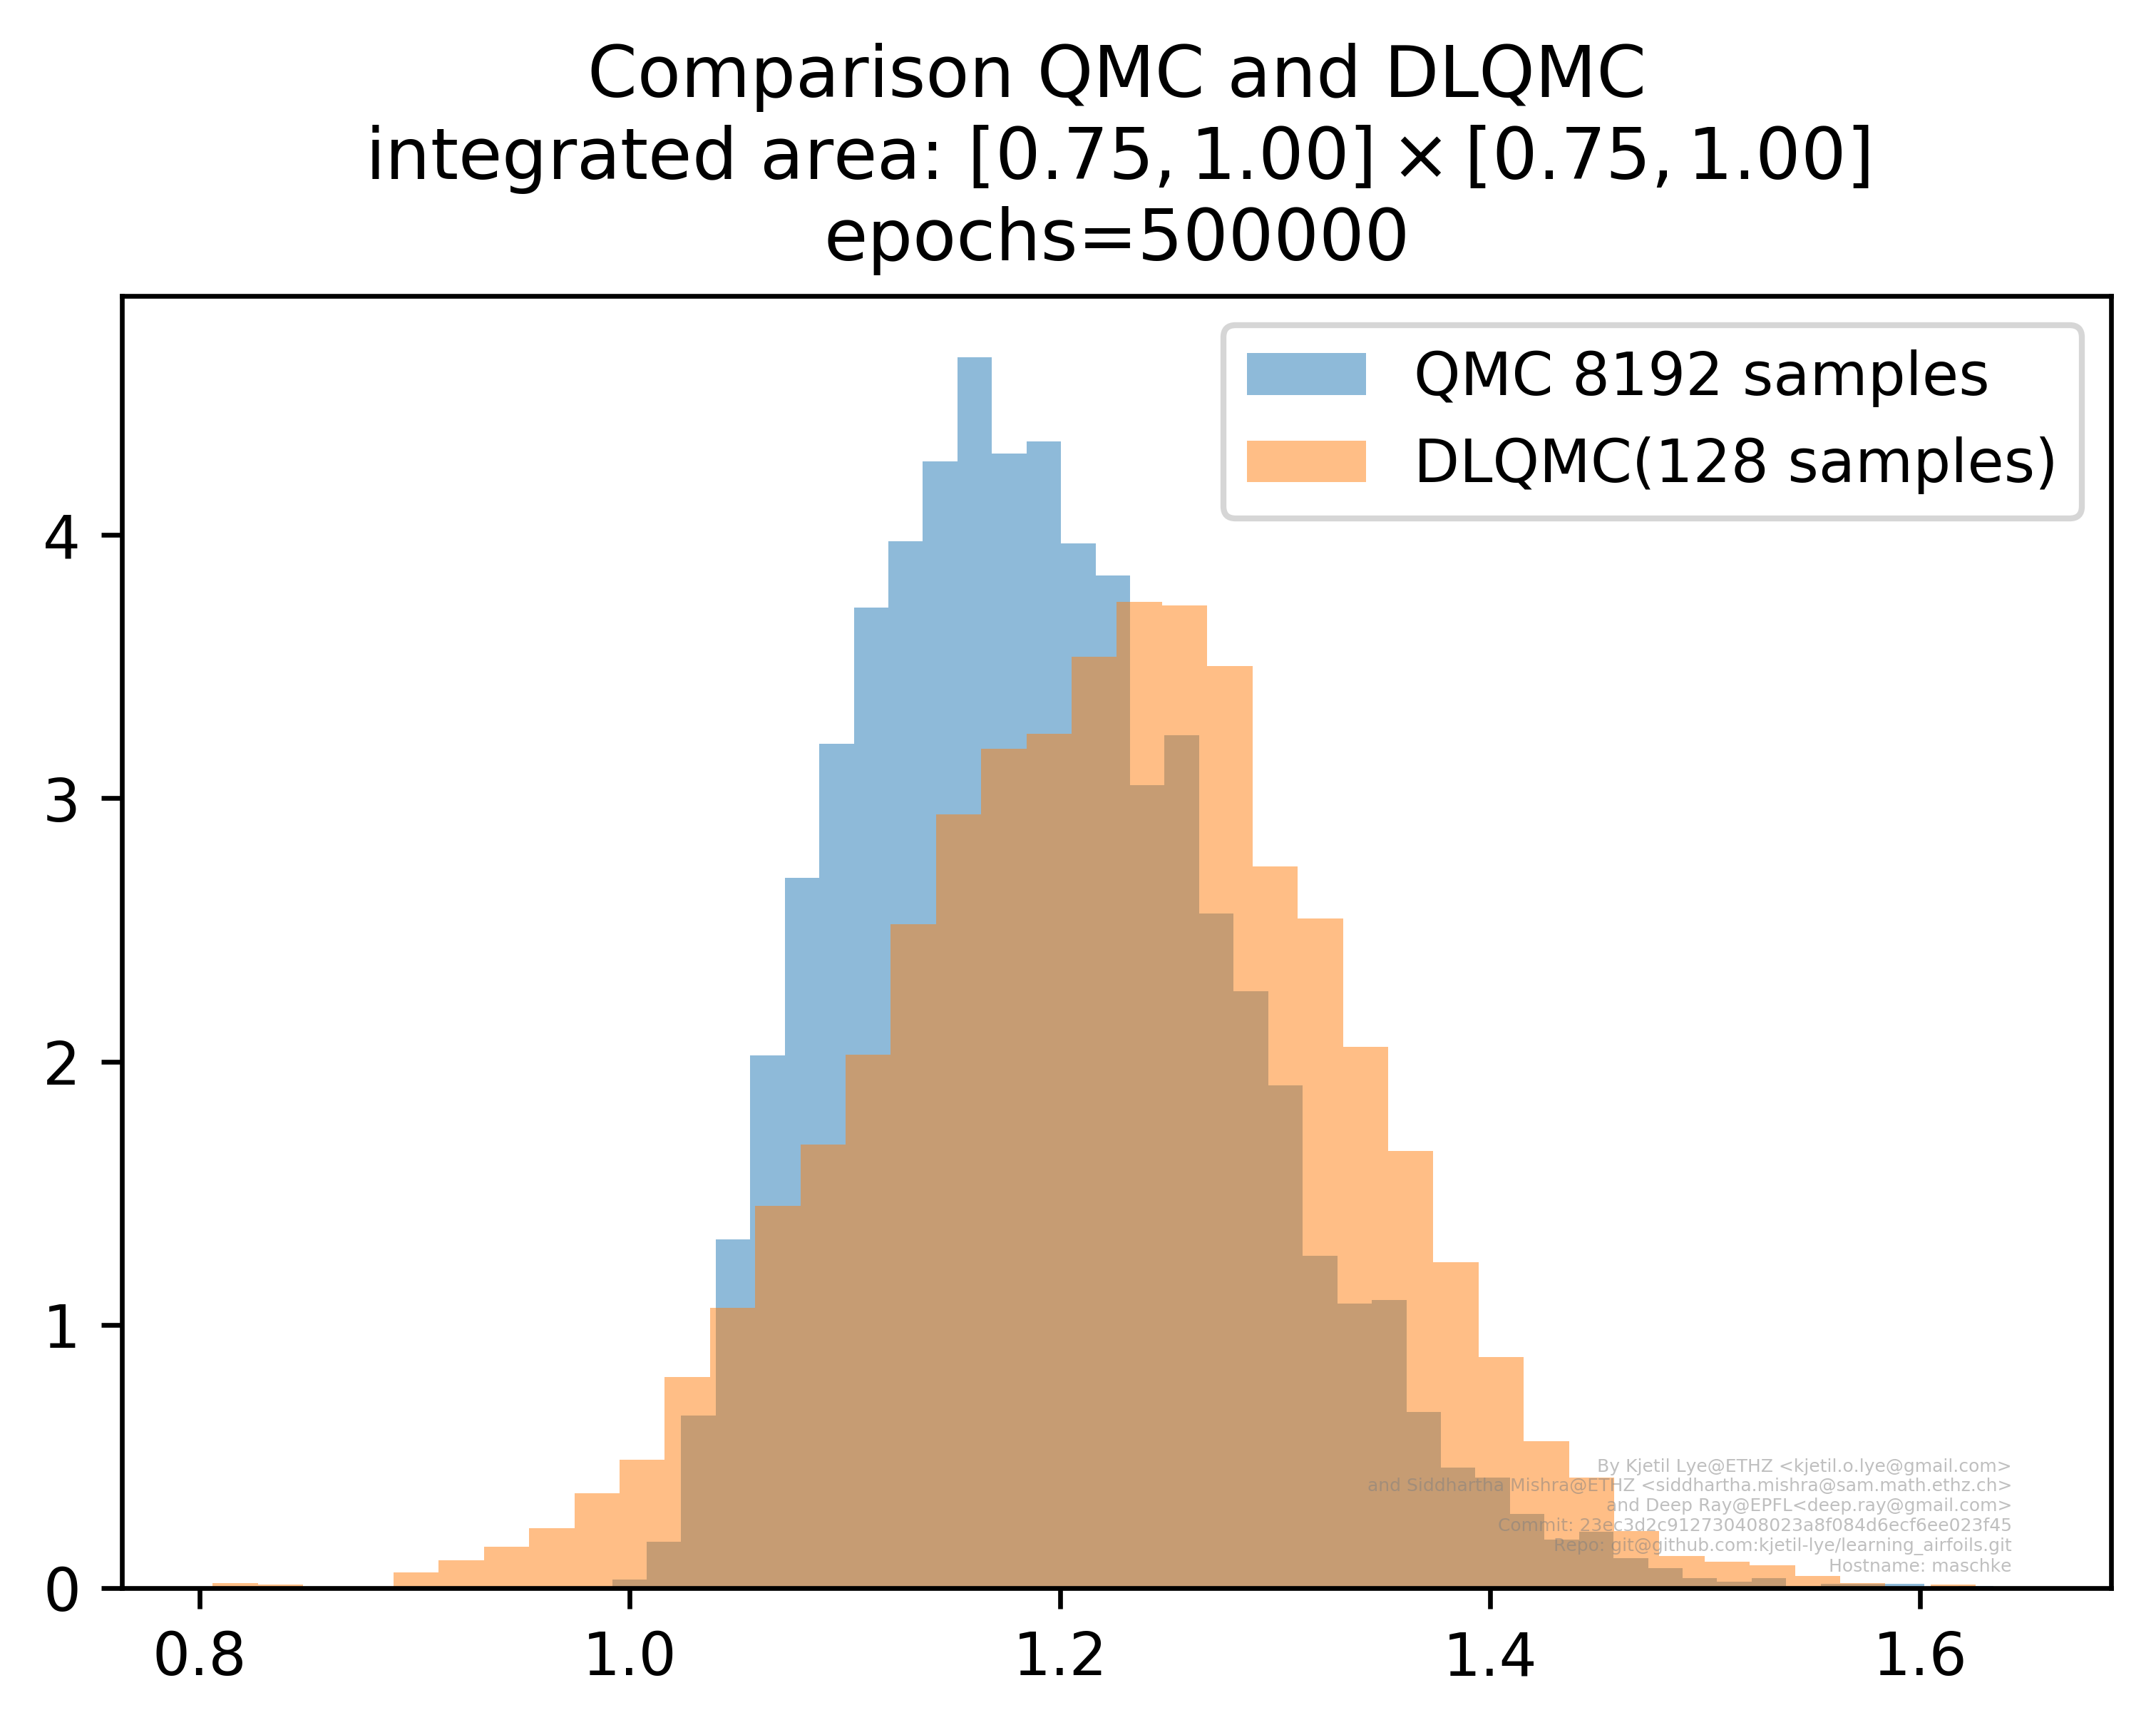 Comparison QMC and DLQMC
integrated area: [0.75, 1.00] × [0.75, 1.00]
epochs=500000
QMC 8192 samples
DLQMC(128 samples)
4
3
2
1
0
0.8 1.0 1.2 1.4 1.6
By Kjetil Lye@ETHZ <kjetil.o.lye@gmail.com>
and Siddhartha Mishra@ETHZ <siddhartha.mishra@sam.math.ethz.ch>
and Deep Ray@EPFL<deep.ray@gmail.com>
Commit: 23ec3d2c912730408023a8f084d6ecf6ee023f45
Repo: git@github.com:kjetil-lye/learning_airfoils.git
Hostname: maschke